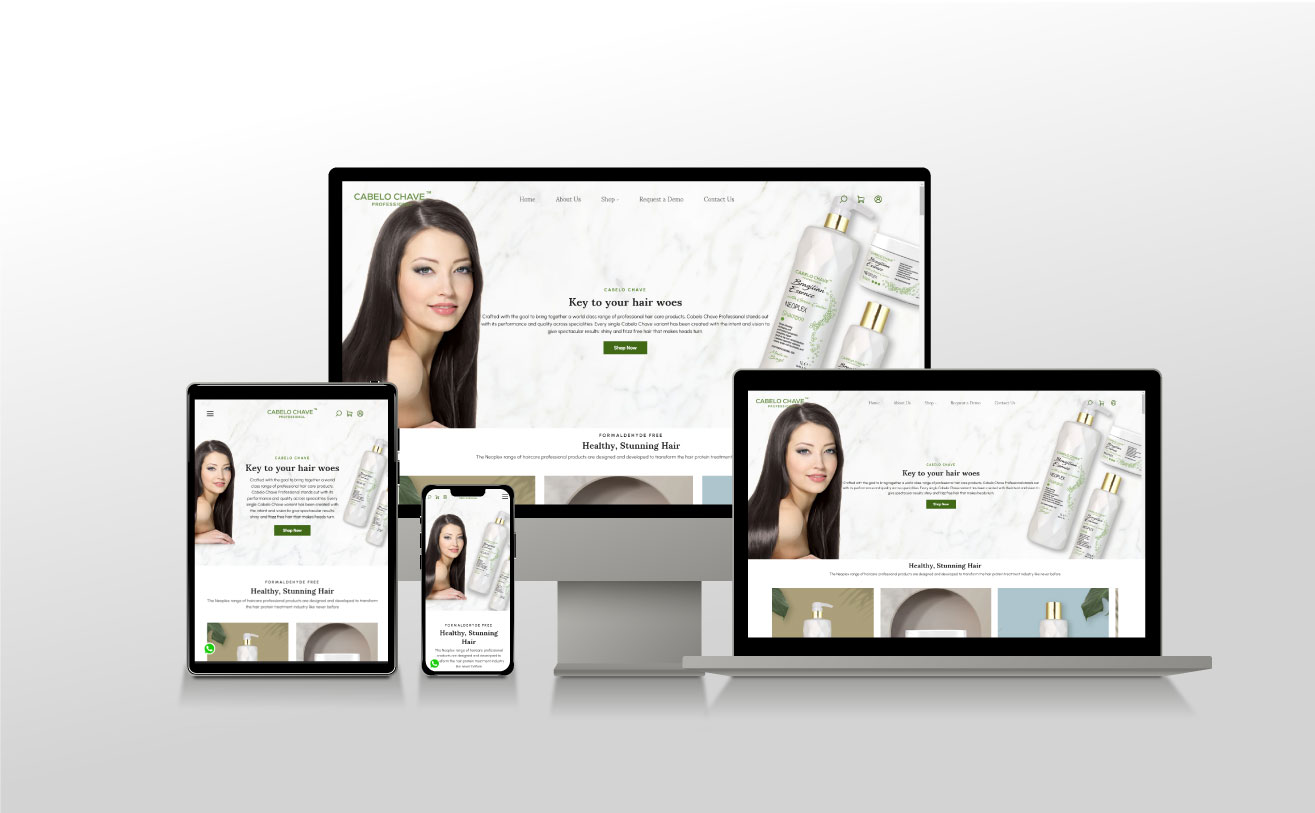 CABELO CHAVE™
PROFESSIONAL
Home About Us Shop Request a Demo Contact Us
CABELO CHAVE
Key to your hair woes
Crafted with the goal to bring together a world class range of professional hair care products. Cabelo Chave Professional stands out
with its performance and quality across specialities. Every single Cabelo Chave variant has been created with the intent and vision to
give spectacular results: shiny and frizz free hair that makes heads turn.
Shop Now
CABELO CHAVE
Brazilian
Essence
NEOPLEX
Shampoo
FORMALDEHYDE FREE
Healthy, Stunning Hair
The Neoplex range of haircare professional products are designed and developed to transform the hair protein treatment
CABELO CHAVE™
PROFESSIONAL
CABELO CHAVE
Key to your hair woes
Crafted with the goal to bring together a world
class range of professional hair care products.
Cabelo Chave Professional stands out with its
performance and quality across specialities. Every
single Cabelo Chave variant has been created with
the intent and vision to give spectacular results:
shiny and frizz free hair that makes heads turn.
Shop Now
FORMALDEHYDE FREE
Healthy, Stunning Hair
The Neoplex range of haircare professional products are designed and developed to transform
the hair protein treatment industry like never before.
FORMALDEHYDE FREE
Healthy, Stunning
Hair
The Neoplex range of haircare professional
products are designed and developed to
transform the hair protein treatment industry
like never before.
CABELO CHAVE™
PROFESSIONAL
Home About Us Shop Request a Demo Contact Us
CABELO CHAVE
Key to your hair woes
Crafted with the goal to bring together a world class range of professional hair care products. Cabelo Chave Professional stands out
with its performance and quality across specialities. Every single Cabelo Chave variant has been created with the intent and vision to
give spectacular results: shiny and frizz free hair that makes heads turn.
Shop Now
Healthy, Stunning Hair
The Neoplex range of haircare professional products are designed and developed to transform the hair protein treatment industry like never before.